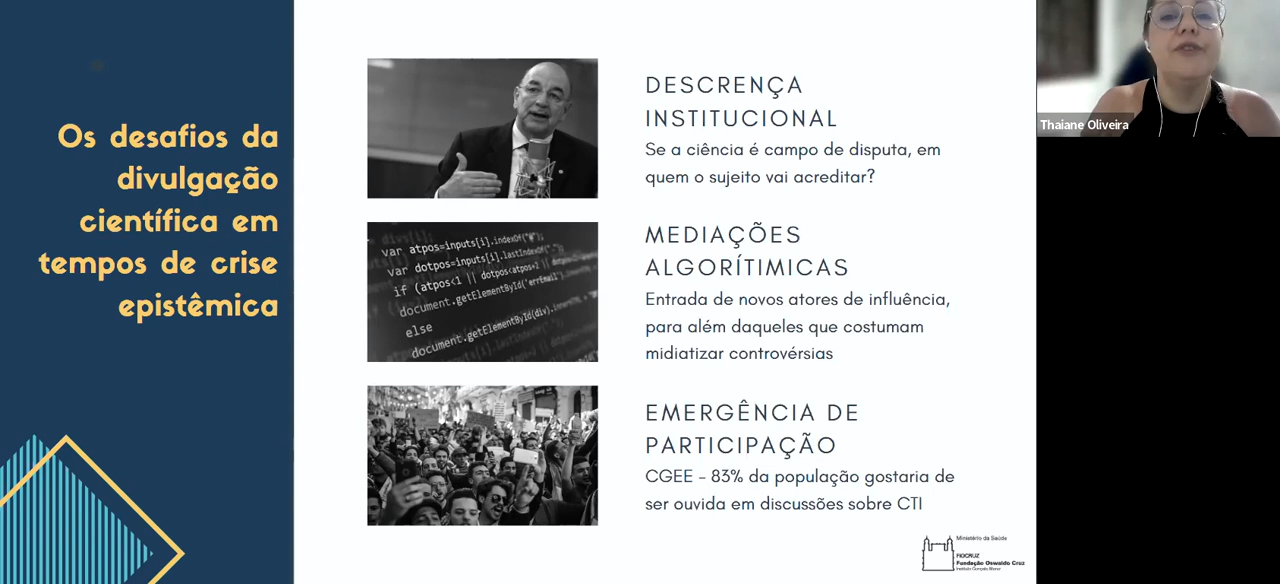 Os desafios da
divulgação
científica em
tempos de crise
epistêmica
DESCRENÇA
INSTITUCIONAL
Se a ciência é campo de disputa, em
quem o sujeito vai acreditar?
var atpos=inputs[i].indexOf("@");
var dotpos=inputs[i].lastIndexOf(".");
if (atpos<1 || dotpos<atpos+2 || dotpos
document.getElementById('errEmail').innerHTML
else
document.getElementById(div).innerHTML
MEDIAÇÕES
ALGORÍTIMICAS
Entrada de novos atores de influência,
para além daqueles que costumam
midiatizar controvérsias
EMERGÊNCIA DE
PARTICIPAÇÃO
CGEE - 83% da população gostaria de
ser ouvida em discussões sobre CTI
Ministério da Saúde
FIOCRUZ
Fundação Oswaldo Cruz
Thaiane Oliveira